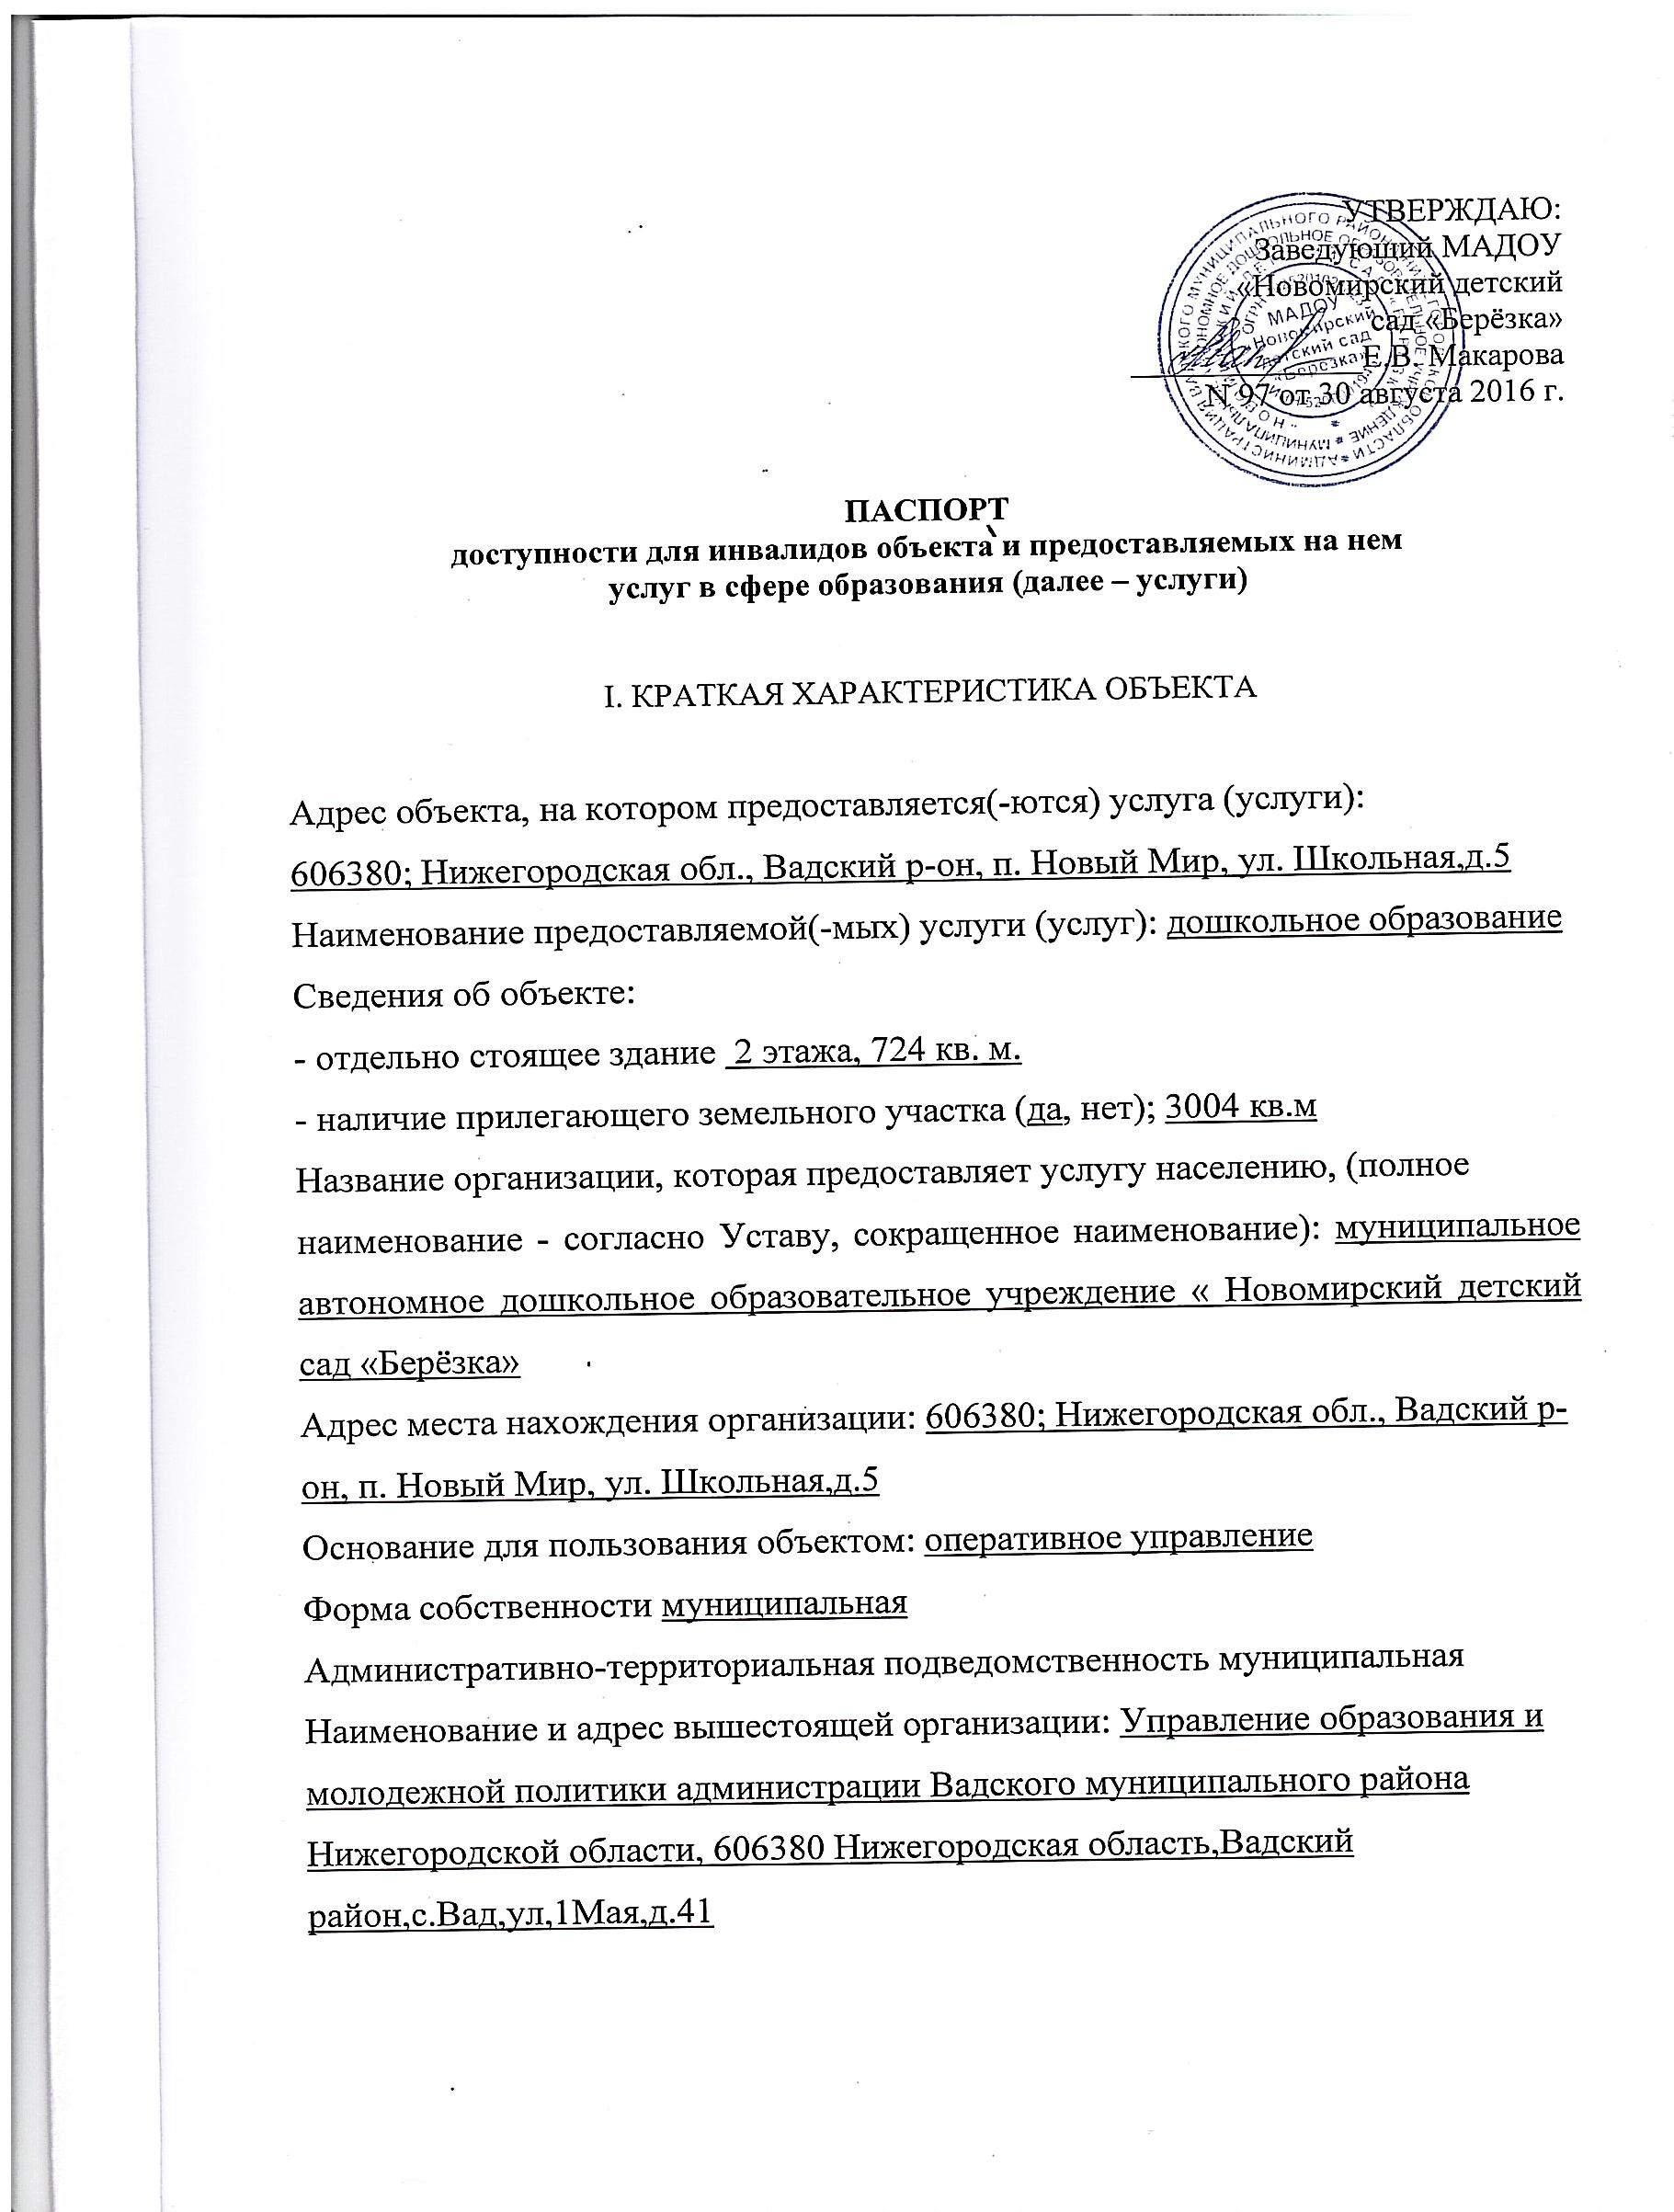 УТВЕРЖДАЮ:
Заведующий МАДОУ
«Новомирский детский
сад «Берёзка»
Е.В. Макарова
N 97 от 30 августа 2016 г.
МАДОУ
«Новомирский
детский сад
«Березка»
ПАСПОРТ
доступности для инвалидов объекта и предоставляемых на нем
услуг в сфере образования (далее – услуги)
I. КРАТКАЯ ХАРАКТЕРИСТИКА ОБЪЕКТА
Адрес объекта, на котором предоставляется(-ются) услуга (услуги):
606380; Нижегородская обл., Вадский р-он, п. Новый Мир, ул. Школьная,д.5
Наименование предоставляемой(-мых) услуги (услуг): дошкольное образование
Сведения об объекте:
- отдельно стоящее здание  2 этажа, 724 кв. м.
- наличие прилегающего земельного участка (да, нет); 3004 кв.м
Название организации, которая предоставляет услугу населению, (полное
наименование - согласно Уставу, сокращенное наименование): муниципальное
автономное дошкольное образовательное учреждение « Новомирский детский
сад «Берёзка»
Адрес места нахождения организации: 606380; Нижегородская обл., Вадский р-
он, п. Новый Мир, ул. Школьная,д.5
Основание для пользования объектом: оперативное управление
Форма собственности муниципальная
Административно-территориальная подведомственность муниципальная
Наименование и адрес вышестоящей организации: Управление образования и
молодежной политики администрации Вадского муниципального района
Нижегородской области, 606380 Нижегородская область,Вадский
район,с.Вад,ул,1Мая,д.41